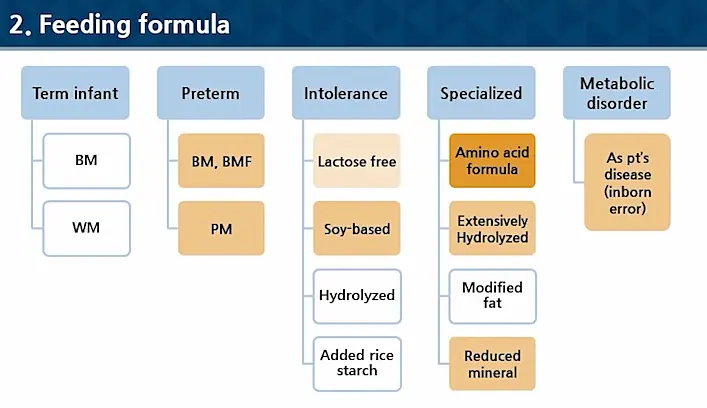 2. Feeding formula
Term infant
BM
WM
Preterm
BM, BMF
PM
Intolerance
Lactose free
Soy-based
Hydrolyzed
Added rice
starch
Specialized
Amino acid
formula
Extensively
Hydrolyzed
Modified
fat
Reduced
mineral
Metabolic
disorder
As pt's
disease
(inborn
error)